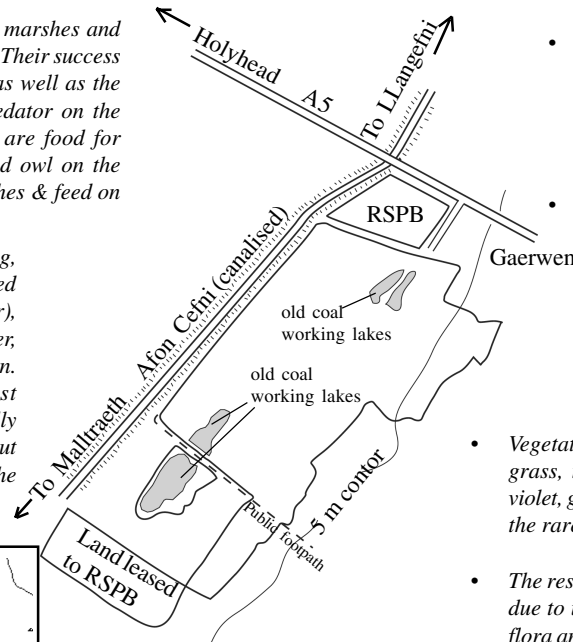 marshes and
Their success
as well as the
edator on the
are food for
d owl on the
hes & feed on
g,
ed
r),
er,
n.
st
ly
ut
he
Holyhead
A5
To LLangefni
RSPB
Gaerwen
Afon Cefni (canalised)
old coal
working lakes
old coal
working lakes
To Malltraeth
5 m contor
Public footpath
Land leased
to RSPB
• 
• 
• Vegetat
grass,
violet, g
the rare
• The res
due to
flora an